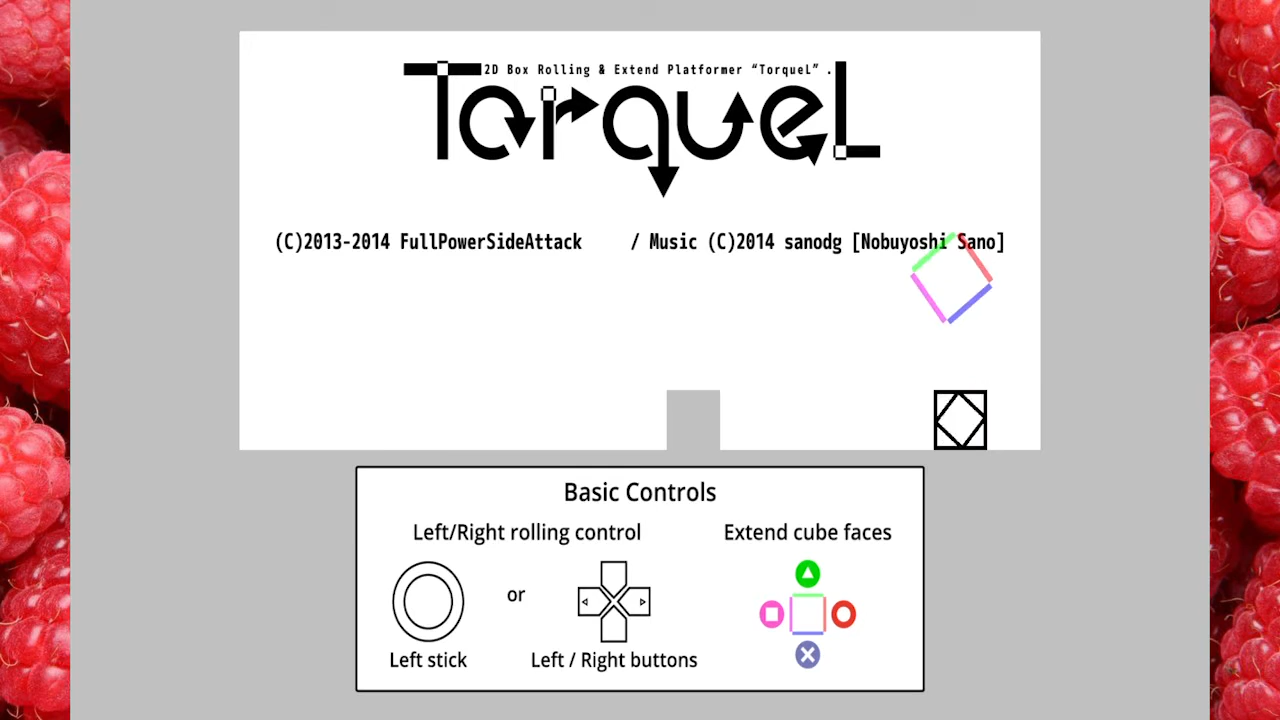 2D Box Rolling & Extend Platformer “TorqueL” .
TorqueL
(C)2013-2014 FullPowerSideAttack / Music (C)2014 sanodg [Nobuyoshi Sano]
Basic Controls
Left/Right rolling control
Extend cube faces
or
Left stick
Left / Right buttons